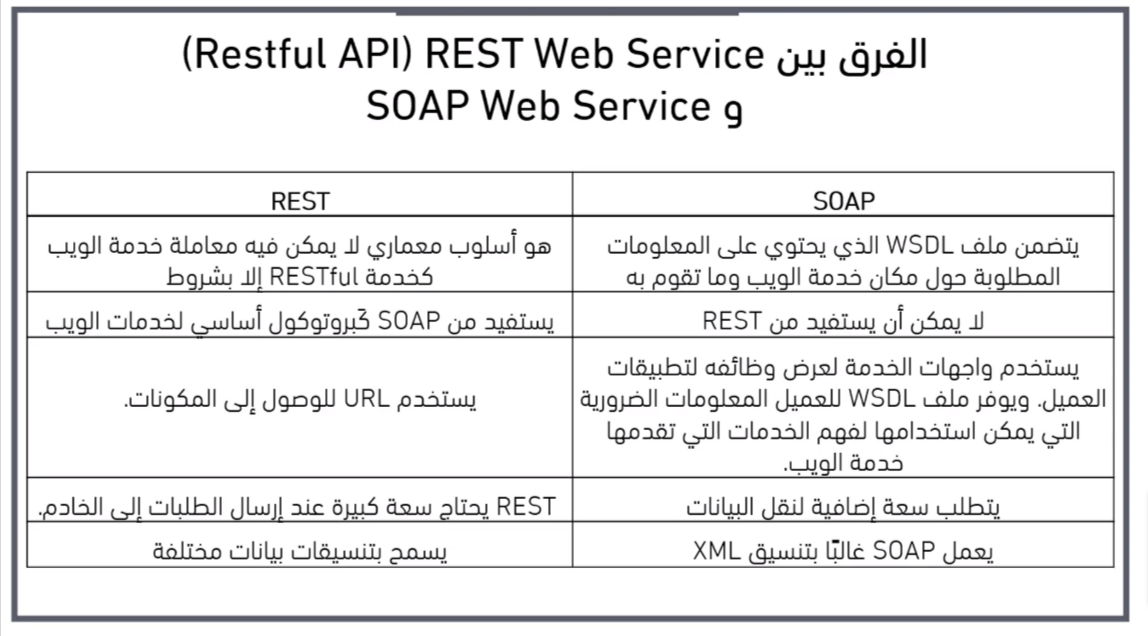 الفرق بين REST Web Service (Restful API)
و SOAP Web Service
SOAP
REST
يتضمن ملف WSDL الذي يحتوي على المعلومات
المطلوبة حول مكان خدمة الويب وما تقوم به
هو أسلوب معماري لا يمكن فيه معاملة خدمة الويب
كخدمة RESTful إلا بشروط
لا يمكن أن يستفيد من REST
يستفيد من SOAP كبروتوكول أساسي لخدمات الويب
يستخدم واجهات الخدمة لعرض وظائفه لتطبيقات
العميل. ويوفر ملف WSDL للعميل المعلومات الضرورية
التي يمكن استخدامها لفهم الخدمات التي تقدمها
خدمة الويب.
يستخدم URL للوصول إلى المكونات.
يتطلب سعة إضافية لنقل البيانات
REST يحتاج سعة كبيرة عند إرسال الطلبات إلى الخادم.
يعمل SOAP غالبًا بتنسيق XML
يسمح بتنسيقات بيانات مختلفة